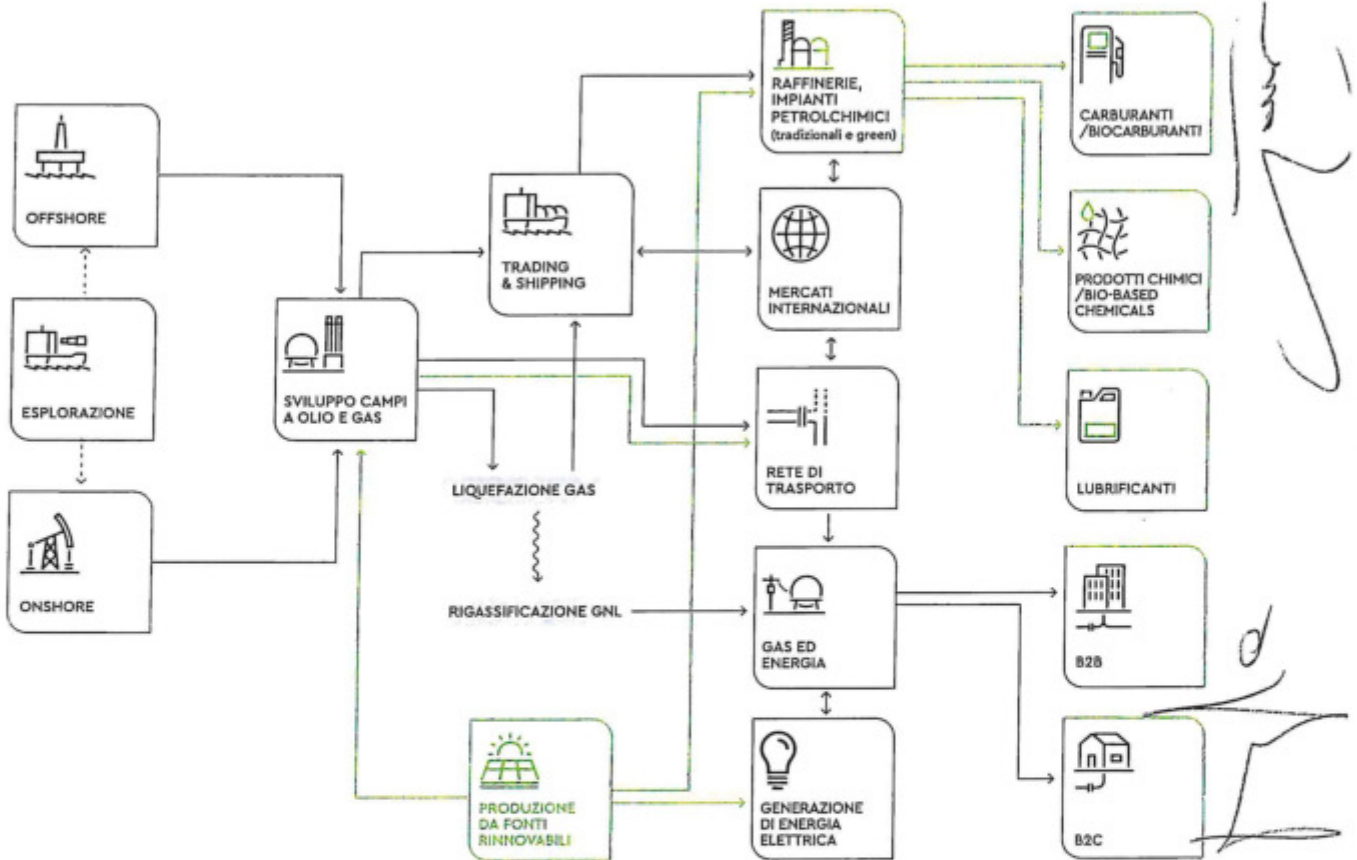 OFFSHORE
ESPLORAZIONE
ONSHORE
SVILUPPO CAMPI
A OLIO E GAS
TRADING
& SHIPPING
LIQUEFAZIONE GAS
RIGASSIFICAZIONE GNL
PRODUZIONE
DA FONTI
RINNOVABILI
RAFFINERIE,
IMPIANTI
PETROLCHIMICI
(tradizionali e green)
MERCATI
INTERNAZIONALI
RETE DI
TRASPORTO
GAS ED
ENERGIA
GENERAZIONE
DI ENERGIA
ELETTRICA
CARBURANTI
/BIOCARBURANTI
PRODOTTI CHIMICI
/BIO-BASED
CHEMICALS
LUBRIFICANTI
B2B
B2C